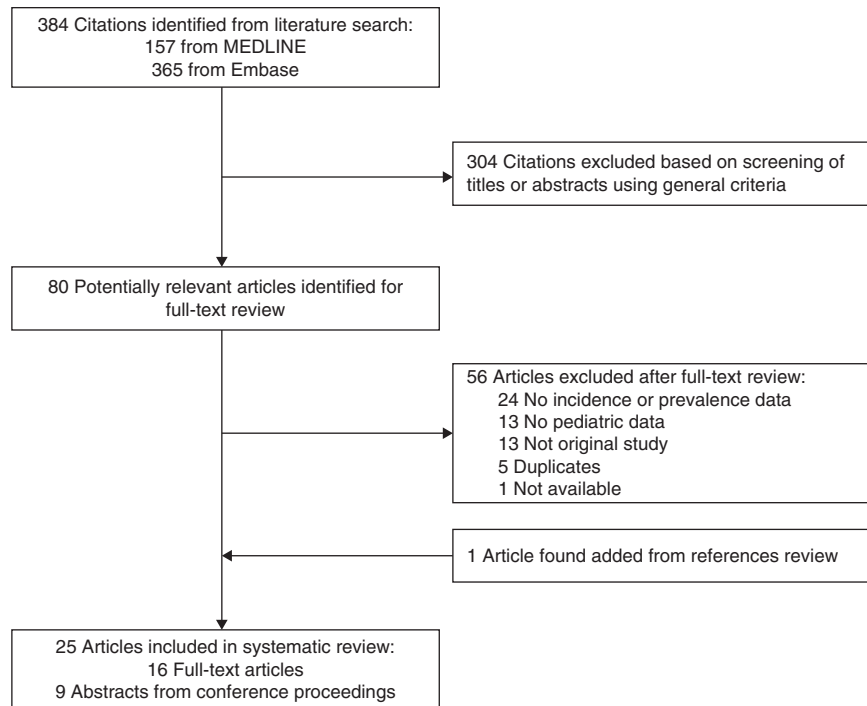 384 Citations identified from literature search:
157 from MEDLINE
365 from Embase
304 Citations excluded based on screening of
titles or abstracts using general criteria
80 Potentially relevant articles identified for
full-text review
56 Articles excluded after full-text review:
24 No incidence or prevalence data
13 No pediatric data
13 Not original study
5 Duplicates
1 Not available
1 Article found added from references review
25 Articles included in systematic review:
16 Full-text articles
9 Abstracts from conference proceedings